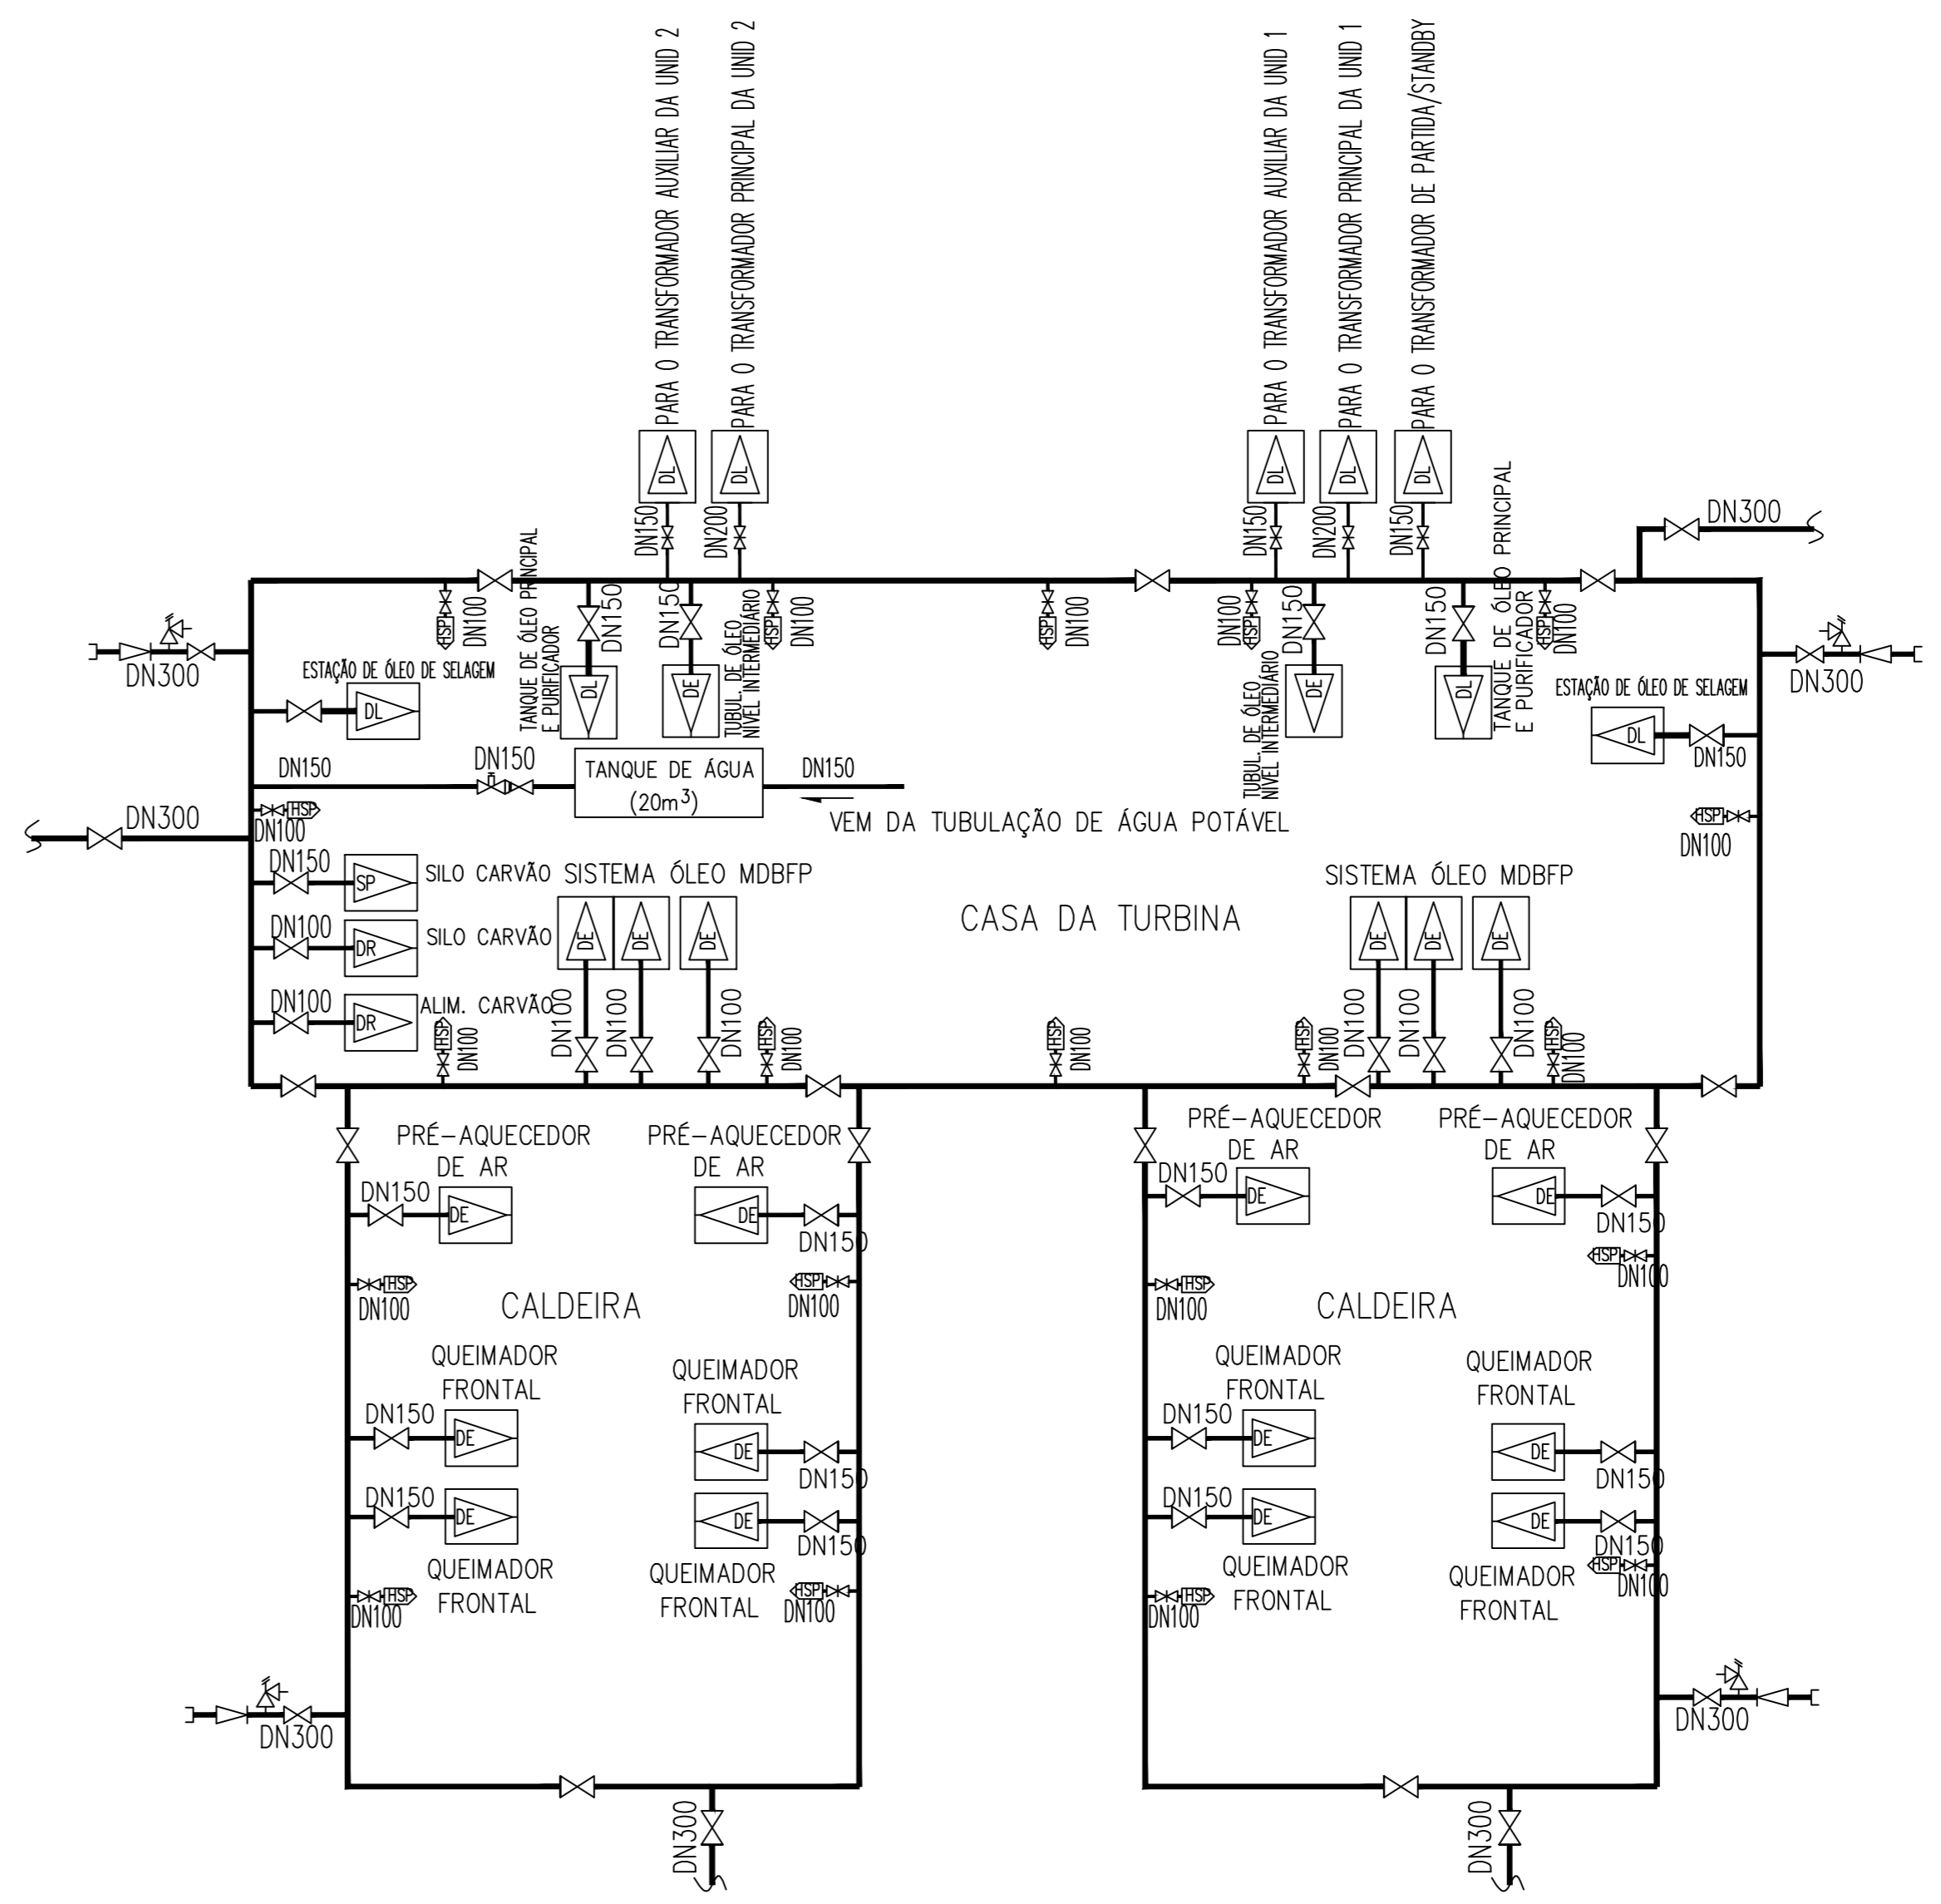 PARA O TRANSFORMADOR AUXILIAR DA UNID 2
PARA O TRANSFORMADOR PRINCIPAL DA UNID 2
PARA O TRANSFORMADOR AUXILIAR DA UNID 1
PARA O TRANSFORMADOR PRINCIPAL DA UNID 1
PARA O TRANSFORMADOR DE PARTIDA/STANDBY
DL
DL
DL
DL
DL
DN150
DN200
DN150
DN200
DN150
DN300
DN100
HSP
TANQUE DE ÓLEO PRINCIPAL
E PURIFICADOR
DN150
DL
DN150
DE
TUBUL. DE ÓLEO
NÍVEL INTERMEDIÁRIO
HSP
DN100
HSP
DN100
DN100
HSP
DN150
DE
TUBUL. DE ÓLEO
NÍVEL INTERMEDIÁRIO
DN150
DL
TANQUE DE ÓLEO PRINCIPAL
E PURIFICADOR
HSP
DN100
DN300
DN300
ESTAÇÃO DE ÓLEO DE SELAGEM
DL
ESTAÇÃO DE ÓLEO DE SELAGEM
DL
DN150
DN150
DN150
TANQUE DE ÁGUA
(20m³)
DN150
VEM DA TUBULAÇÃO DE ÁGUA POTÁVEL
DN300
HSP
DN100
HSP
DN100
DN150
SP
SILO CARVÃO
SISTEMA ÓLEO MDBFP
SISTEMA ÓLEO MDBFP
CASA DA TURBINA
DN100
DR
SILO CARVÃO
DE
DE
DE
DE
DE
DE
DN100
DR
ALIM. CARVÃO
HSP
DN100
DN100
DN100
DN100
HSP
DN100
HSP
DN100
HSP
DN100
DN100
DN100
DN100
HSP
DN100
PRÉ-AQUECEDOR
DE AR
PRÉ-AQUECEDOR
DE AR
PRÉ-AQUECEDOR
DE AR
PRÉ-AQUECEDOR
DE AR
DN150
DE
DE
DN150
DN150
DE
DE
DN150
HSP
DN100
HSP
DN100
HSP
DN100
HSP
DN100
CALDEIRA
CALDEIRA
QUEIMADOR
FRONTAL
QUEIMADOR
FRONTAL
QUEIMADOR
FRONTAL
QUEIMADOR
FRONTAL
DN150
DE
DE
DN150
DN150
DE
DE
DN150
DN150
DE
DE
DN150
DN150
DE
DE
DN150
QUEIMADOR
FRONTAL
QUEIMADOR
FRONTAL
QUEIMADOR
FRONTAL
QUEIMADOR
FRONTAL
HSP
DN100
HSP
DN100
HSP
DN100
HSP
DN100
DN300
DN300
DN300
DN300